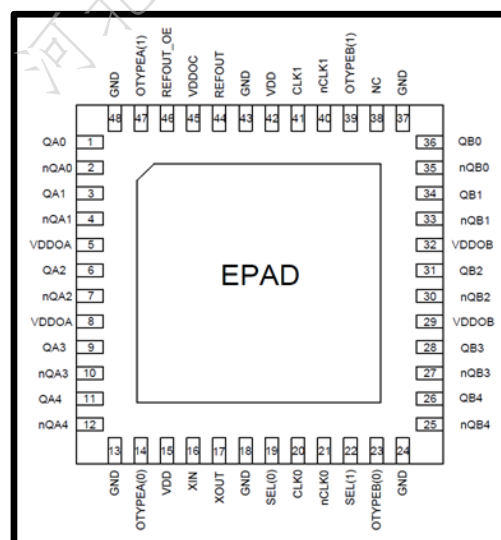 河北
GND OTYPEA(1) REFOUT_OE VDDOC REFOUT GND VDD CLK1 nCLK1 OTYPEB(1) NC GND
48 47 46 45 44 43 42 41 40 39 38 37
QA0 1 36 QB0
nQA0 2 35 nQB0
QA1 3 34 QB1
nQA1 4 33 nQB1
VDDOA 5 32 VDDOB
QA2 6 31 QB2
EPAD
nQA2 7 30 nQB2
VDDOA 8 29 VDDOB
QA3 9 28 QB3
nQA3 10 27 nQB3
QA4 11 26 QB4
nQA4 12 25 nQB4
13 14 15 16 17 18 19 20 21 22 23 24
GND OTYPEA(0) VDD XIN XOUT GND SEL(0) CLK0 nCLK0 SEL(1) OTYPEB(0) GND